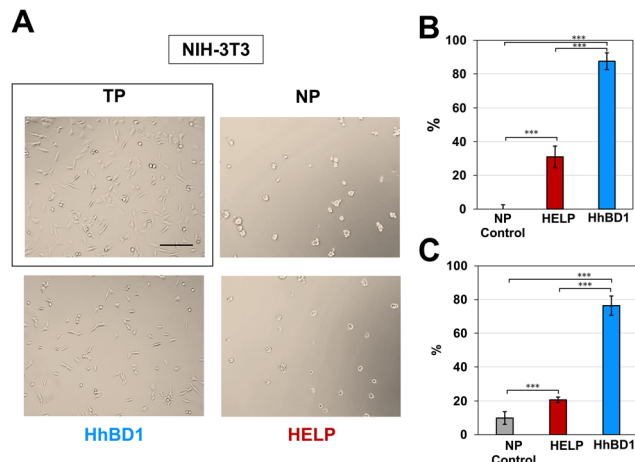 A
NIH-3T3
TP
NP
HhBD1
HELP
B
100
80
60
40
20
0
%
***
***
***
NP
Control
HELP
HhBD1
C
100
80
60
40
20
0
%
***
***
***
NP
Control
HELP
HhBD1